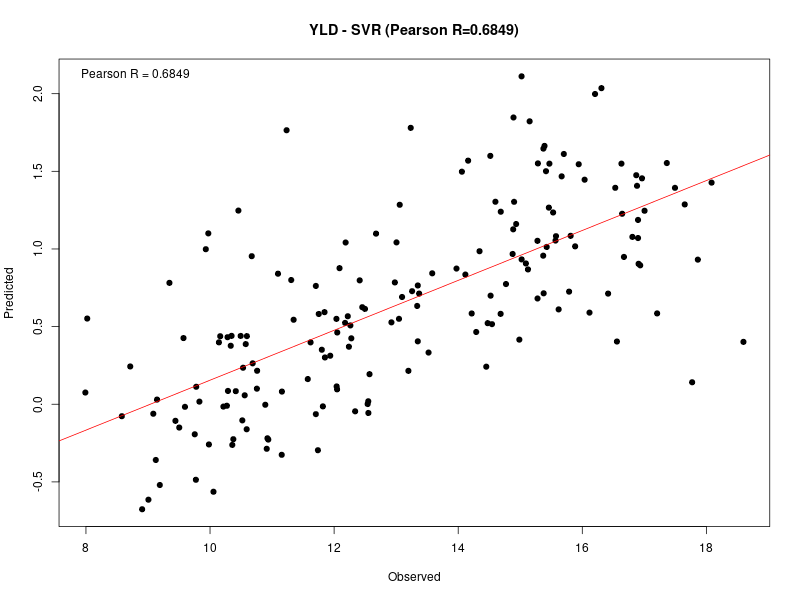 YLD - SVR (Pearson R=0.6849)
Pearson R = 0.6849
2.0
1.5
1.0
0.5
0.0
-0.5
Predicted
8 10 12 14 16 18
Observed